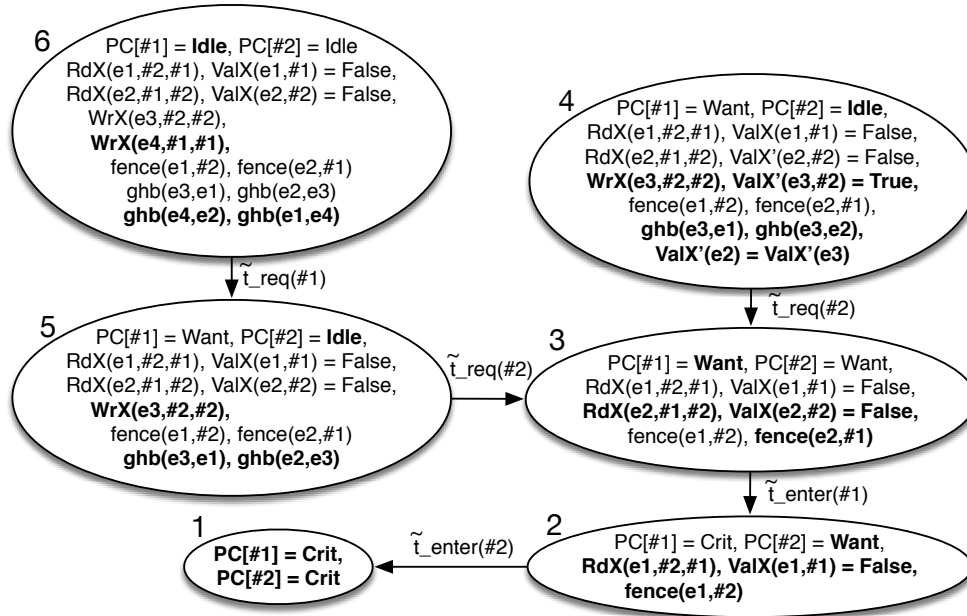 6
PC[#1] = Idle, PC[#2] = Idle
RdX(e1,#2,#1), ValX(e1,#1) = False,
RdX(e2,#1,#2), ValX(e2,#2) = False,
WrX(e3,#2,#2),
WrX(e4,#1,#1),
fence(e1,#2), fence(e2,#1)
ghb(e3,e1), ghb(e2,e3)
ghb(e4,e2), ghb(e1,e4)
4
PC[#1] = Want, PC[#2] = Idle,
RdX(e1,#2,#1), ValX(e1,#1) = False,
RdX(e2,#1,#2), ValX'(e2,#2) = False,
WrX(e3,#2,#2), ValX'(e3,#2) = True,
fence(e1,#2), fence(e2,#1),
ghb(e3,e1), ghb(e3,e2),
ValX'(e2) = ValX'(e3)
t̃_req(#1)
t̃_req(#2)
5
PC[#1] = Want, PC[#2] = Idle,
RdX(e1,#2,#1), ValX(e1,#1) = False,
RdX(e2,#1,#2), ValX(e2,#2) = False,
WrX(e3,#2,#2),
fence(e1,#2), fence(e2,#1)
ghb(e3,e1), ghb(e2,e3)
t̃_req(#2)
3
PC[#1] = Want, PC[#2] = Want,
RdX(e1,#2,#1), ValX(e1,#1) = False,
RdX(e2,#1,#2), ValX(e2,#2) = False,
fence(e1,#2), fence(e2,#1)
t̃_enter(#1)
1
PC[#1] = Crit,
PC[#2] = Crit
t̃_enter(#2)
2
PC[#1] = Crit, PC[#2] = Want,
RdX(e1,#2,#1), ValX(e1,#1) = False,
fence(e1,#2)